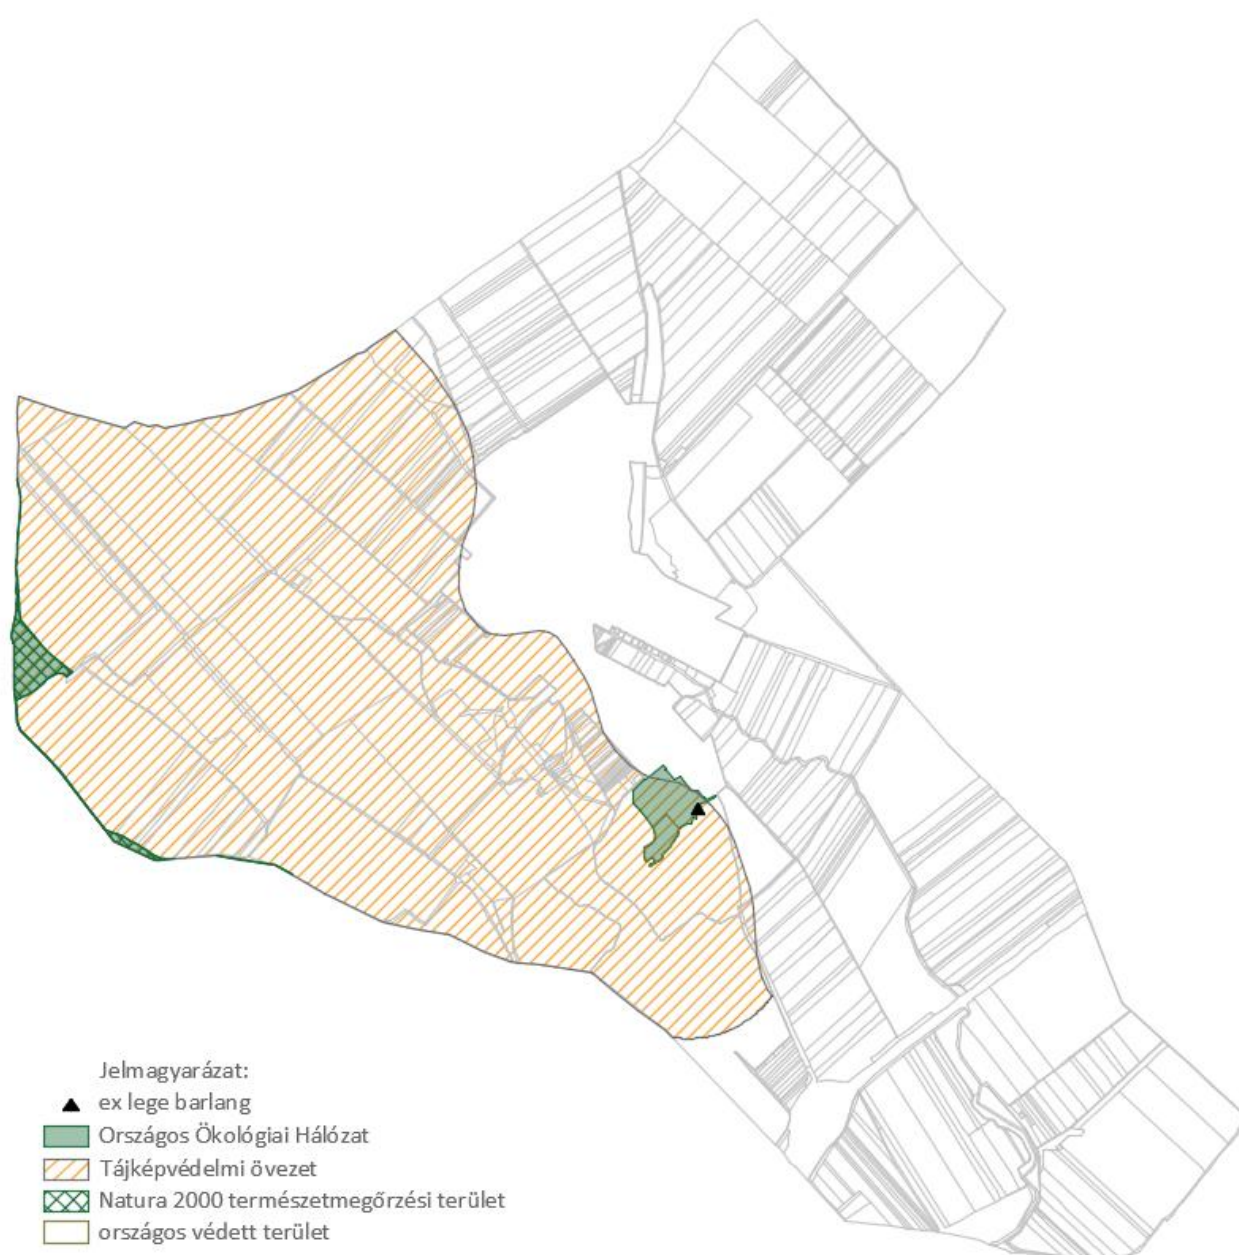 Jelmagyarázat:
ex lege barlang
Országos Ökológiai Hálózat
Tájképvédelmi övezet
Natura 2000 természetmegőrzési terület
országos védett terület